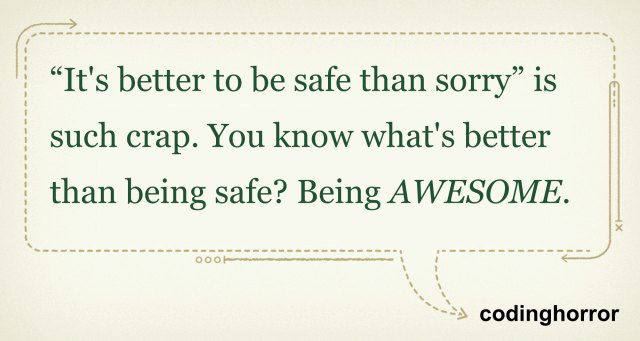 “It's better to be safe than sorry” is
such crap. You know what's better
than being safe? Being AWESOME.
codinghorror